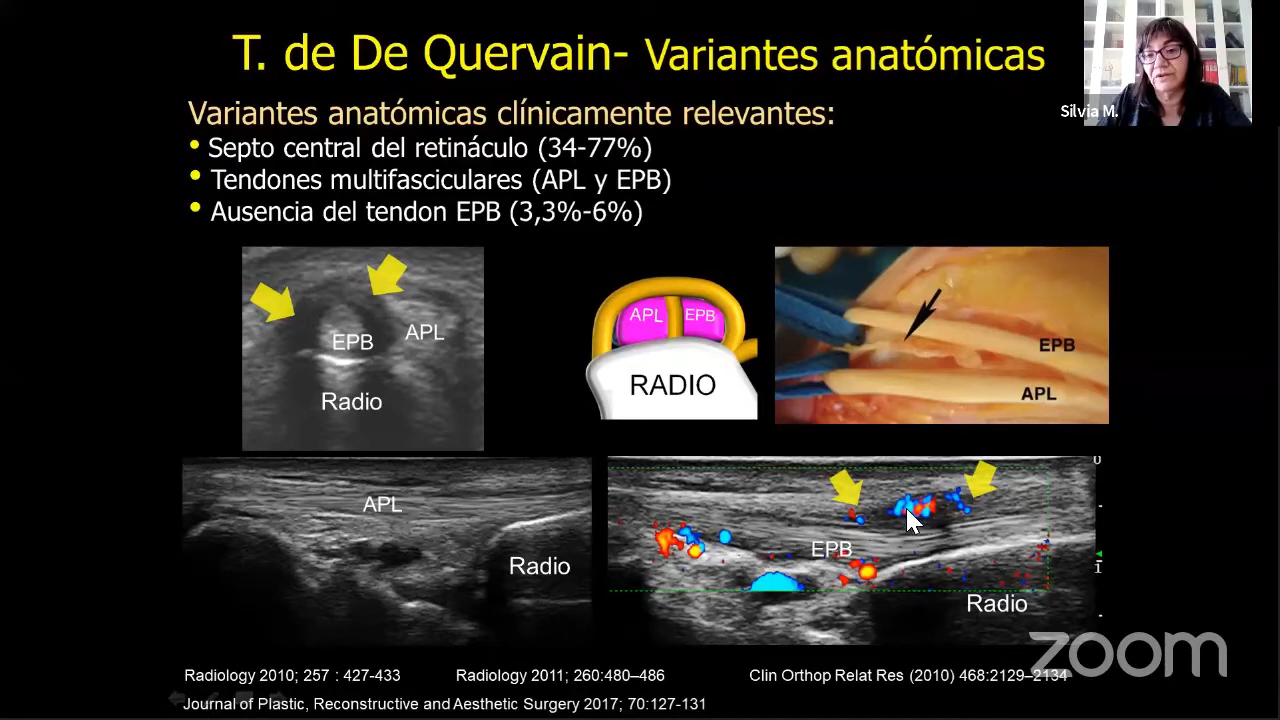 T. de De Quervain- Variantes anatómicas
Silvia M.
Variantes anatómicas clínicamente relevantes:
• Septo central del retináculo (34-77%)
• Tendones multifasciculares (APL y EPB)
• Ausencia del tendon EPB (3,3%-6%)
EPB
APL
Radio
APL
EPB
RADIO
EPB
APL
APL
Radio
0
EPB
1
Radio
zoom
Radiology 2010; 257 : 427-433
Radiology 2011; 260:480–486
Clin Orthop Relat Res (2010) 468:2129–2134
Journal of Plastic, Reconstructive and Aesthetic Surgery 2017; 70:127-131